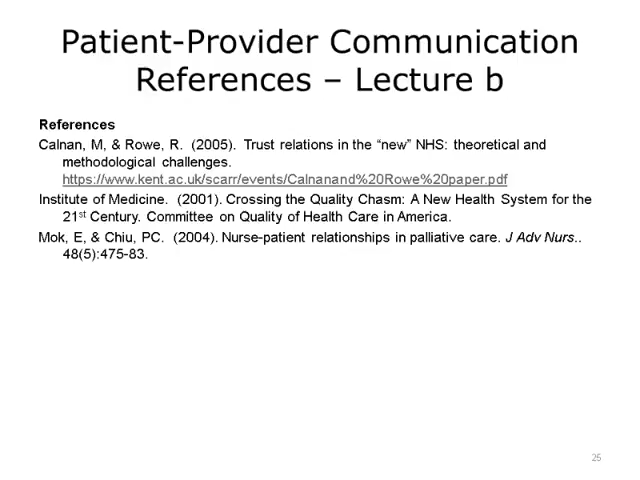 Patient-Provider Communication
References – Lecture b
References
Calnan, M, & Rowe, R. (2005). Trust relations in the “new” NHS: theoretical and
methodological challenges.
https://www.kent.ac.uk/scarr/events/Calnanand%20Rowe%20paper.pdf
Institute of Medicine. (2001). Crossing the Quality Chasm: A New Health System for the
21st Century. Committee on Quality of Health Care in America.
Mok, E, & Chiu, PC. (2004). Nurse-patient relationships in palliative care. J Adv Nurs..
48(5):475-83.
25